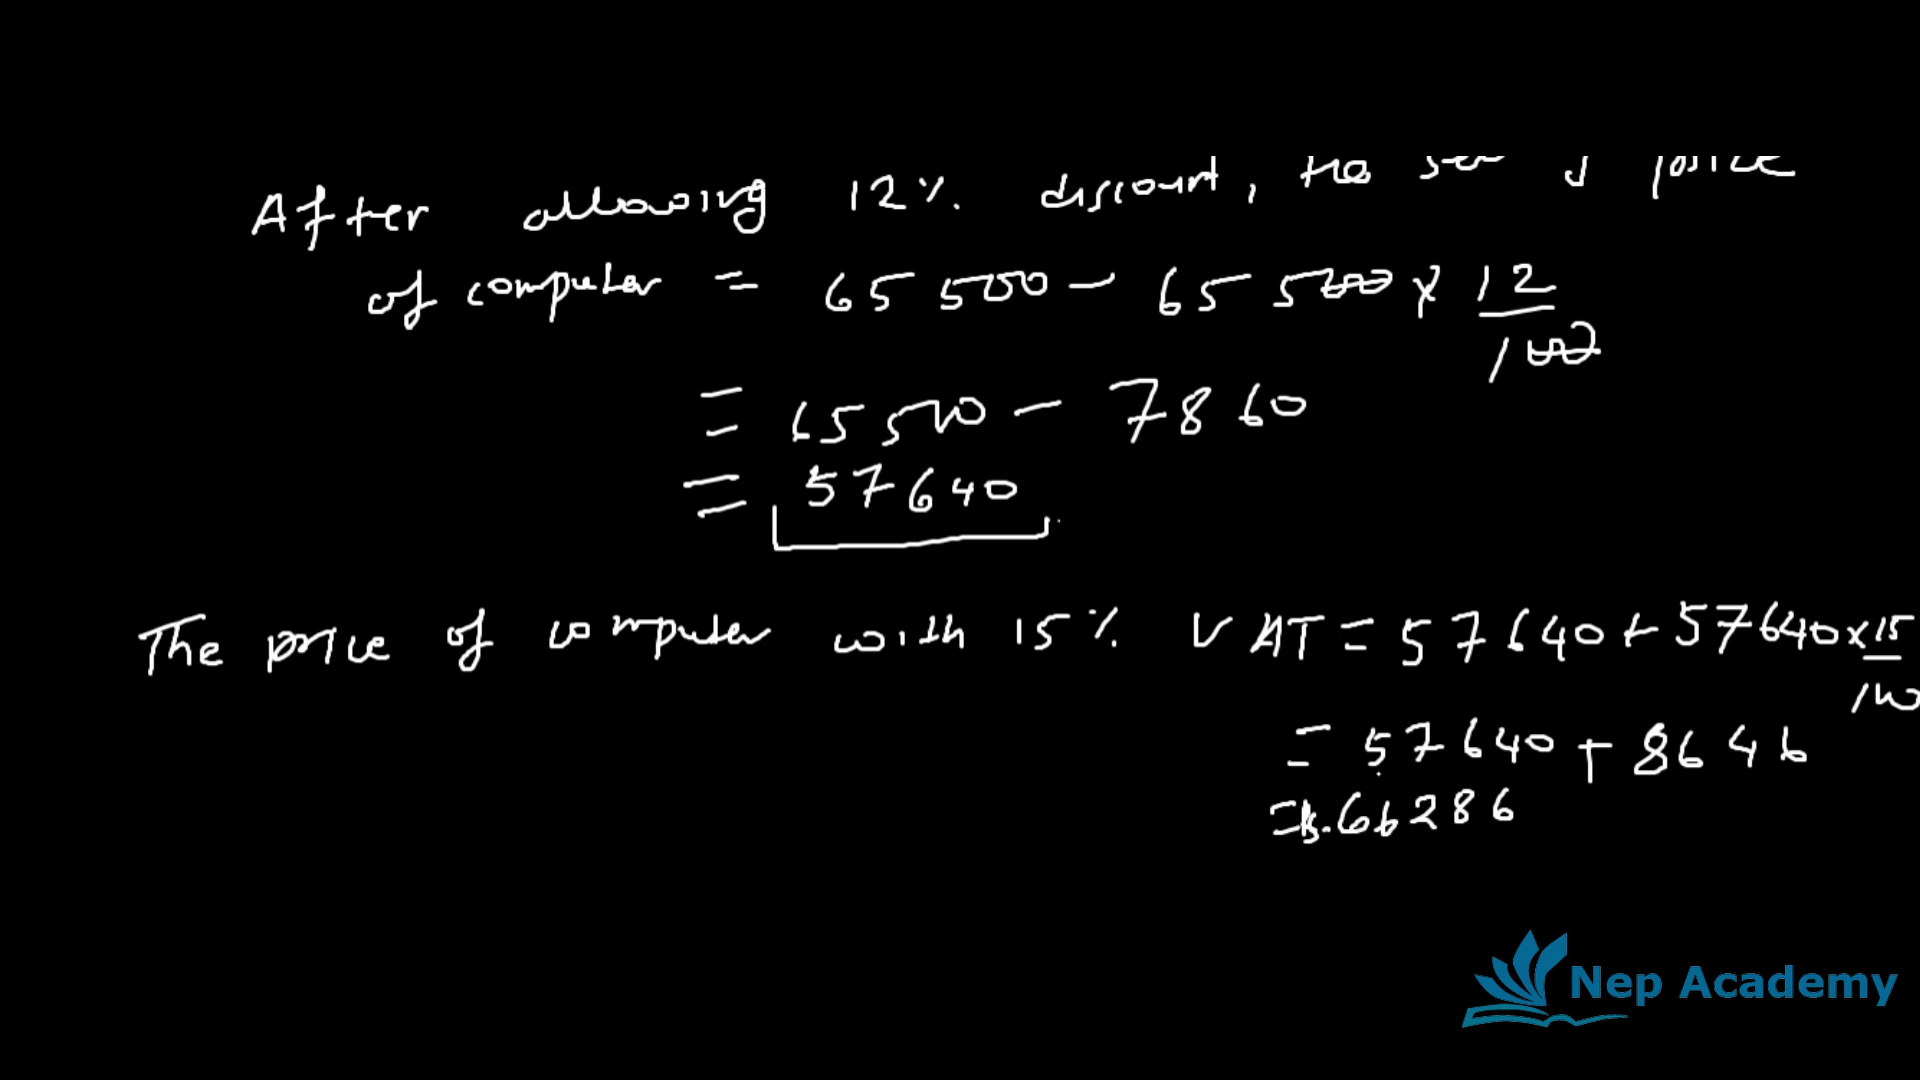 After allowing 12% discount, the price
of computer = 65500 - 65500 x 12/100
= 65500 - 7860
= 57640
The price of computer with 15% VAT = 57640 + 57640 x 15/100
= 57640 + 8646
= Rs. 66286
Nep Academy